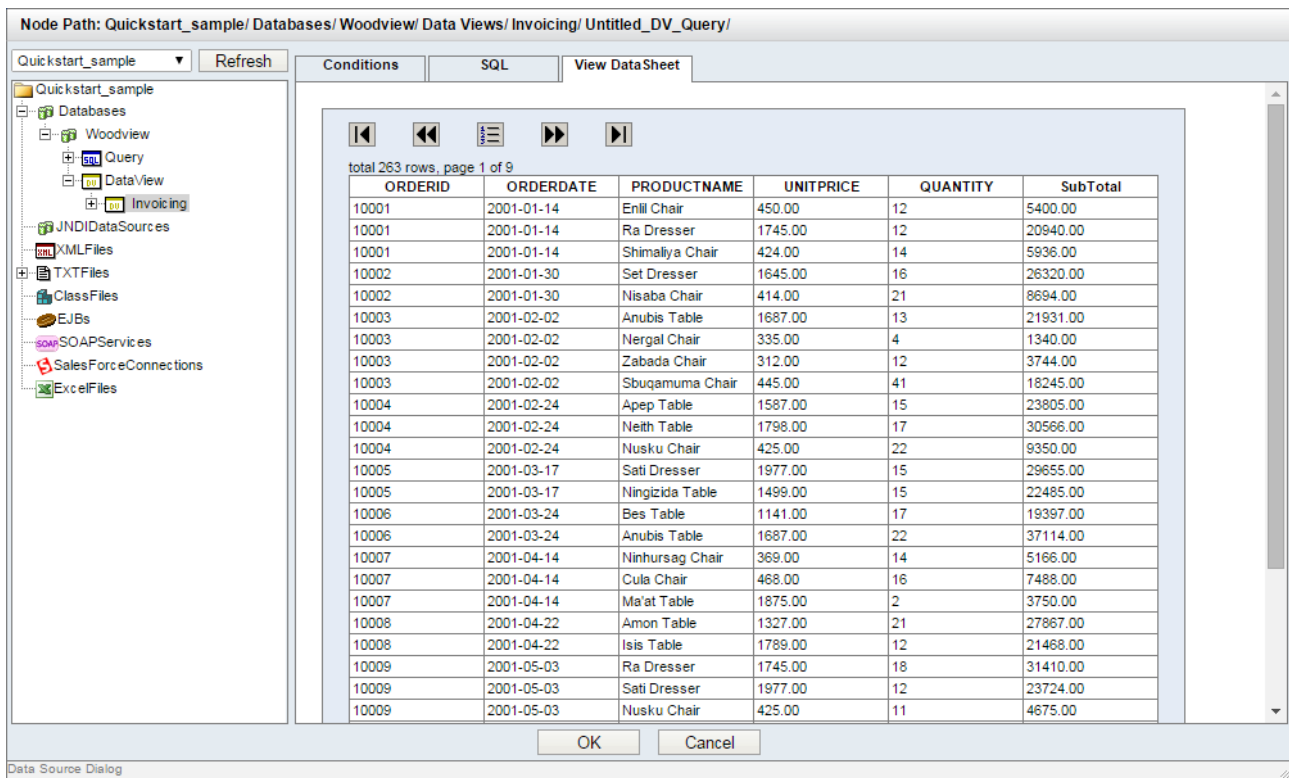 Node Path: Quickstart_sample/ Databases/ Woodview/ Data Views/ Invoicing/ Untitled_DV_Query/
Quickstart_sample Refresh
Quickstart_sample
Databases
Woodview
SQL Query
DV DataView
DV Invoicing
JNDIDataSources
XML XMLFiles
TXTFiles
ClassFiles
EJBs
SOAP SOAPServices
SalesForceConnections
ExcelFiles
Conditions SQL View DataSheet
total 263 rows, page 1 of 9
ORDERID ORDERDATE PRODUCTNAME UNITPRICE QUANTITY SubTotal
10001 2001-01-14 Enlil Chair 450.00 12 5400.00
10001 2001-01-14 Ra Dresser 1745.00 12 20940.00
10001 2001-01-14 Shimaliya Chair 424.00 14 5936.00
10002 2001-01-30 Set Dresser 1645.00 16 26320.00
10002 2001-01-30 Nisaba Chair 414.00 21 8694.00
10003 2001-02-02 Anubis Table 1687.00 13 21931.00
10003 2001-02-02 Nergal Chair 335.00 4 1340.00
10003 2001-02-02 Zabada Chair 312.00 12 3744.00
10003 2001-02-02 Sbuqamuma Chair 445.00 41 18245.00
10004 2001-02-24 Apep Table 1587.00 15 23805.00
10004 2001-02-24 Neith Table 1798.00 17 30566.00
10004 2001-02-24 Nusku Chair 425.00 22 9350.00
10005 2001-03-17 Sati Dresser 1977.00 15 29655.00
10005 2001-03-17 Ningizida Table 1499.00 15 22485.00
10006 2001-03-24 Bes Table 1141.00 17 19397.00
10006 2001-03-24 Anubis Table 1687.00 22 37114.00
10007 2001-04-14 Ninhursag Chair 369.00 14 5166.00
10007 2001-04-14 Cula Chair 468.00 16 7488.00
10007 2001-04-14 Ma'at Table 1875.00 2 3750.00
10008 2001-04-22 Amon Table 1327.00 21 27867.00
10008 2001-04-22 Isis Table 1789.00 12 21468.00
10009 2001-05-03 Ra Dresser 1745.00 18 31410.00
10009 2001-05-03 Sati Dresser 1977.00 12 23724.00
10009 2001-05-03 Nusku Chair 425.00 11 4675.00
OK Cancel
Data Source Dialog